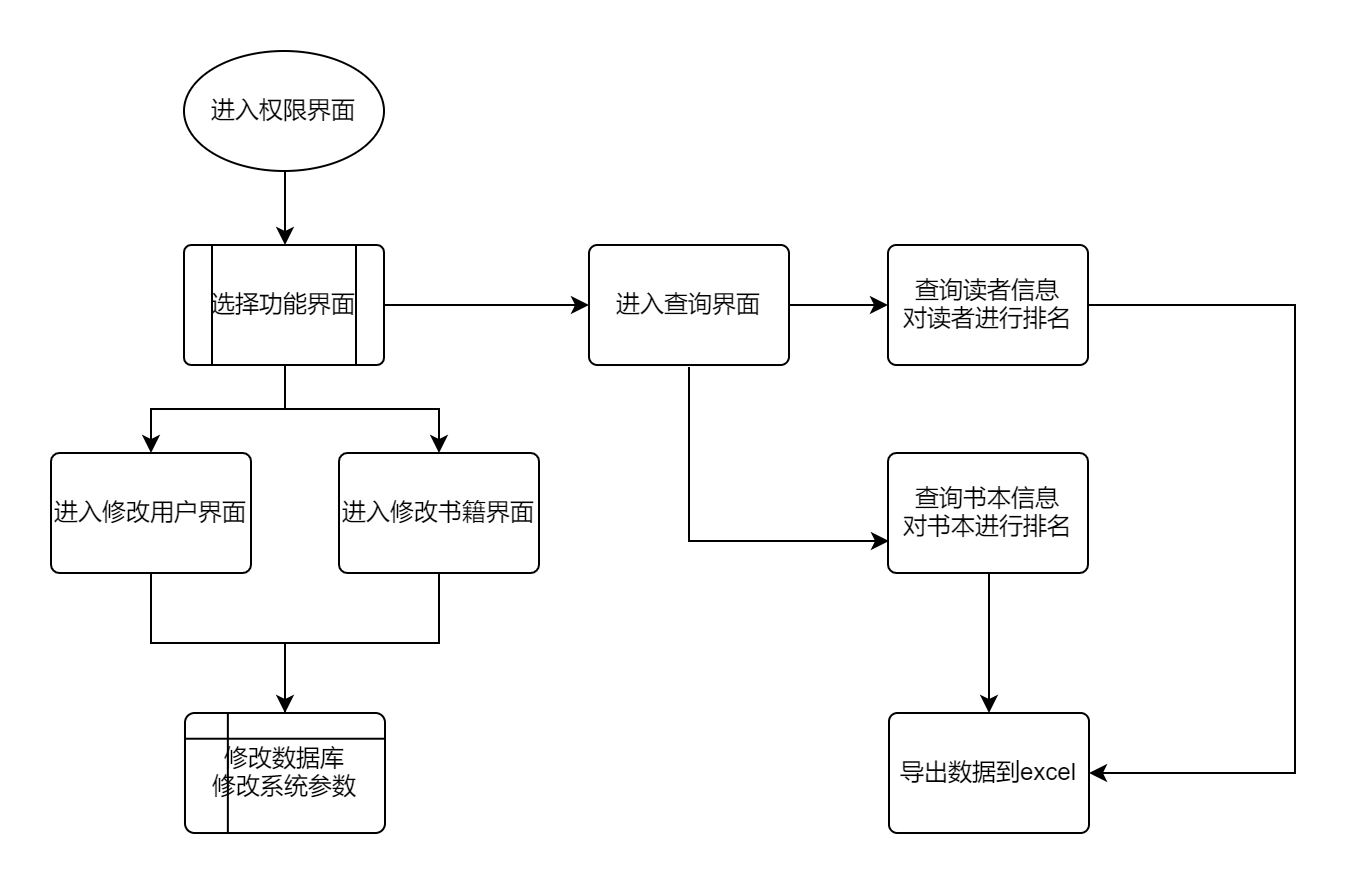 进入权限界面
选择功能界面
进入查询界面
查询读者信息
对读者进行排名
进入修改用户界面
进入修改书籍界面
查询书本信息
对书本进行排名
修改数据库
修改系统参数
导出数据到excel